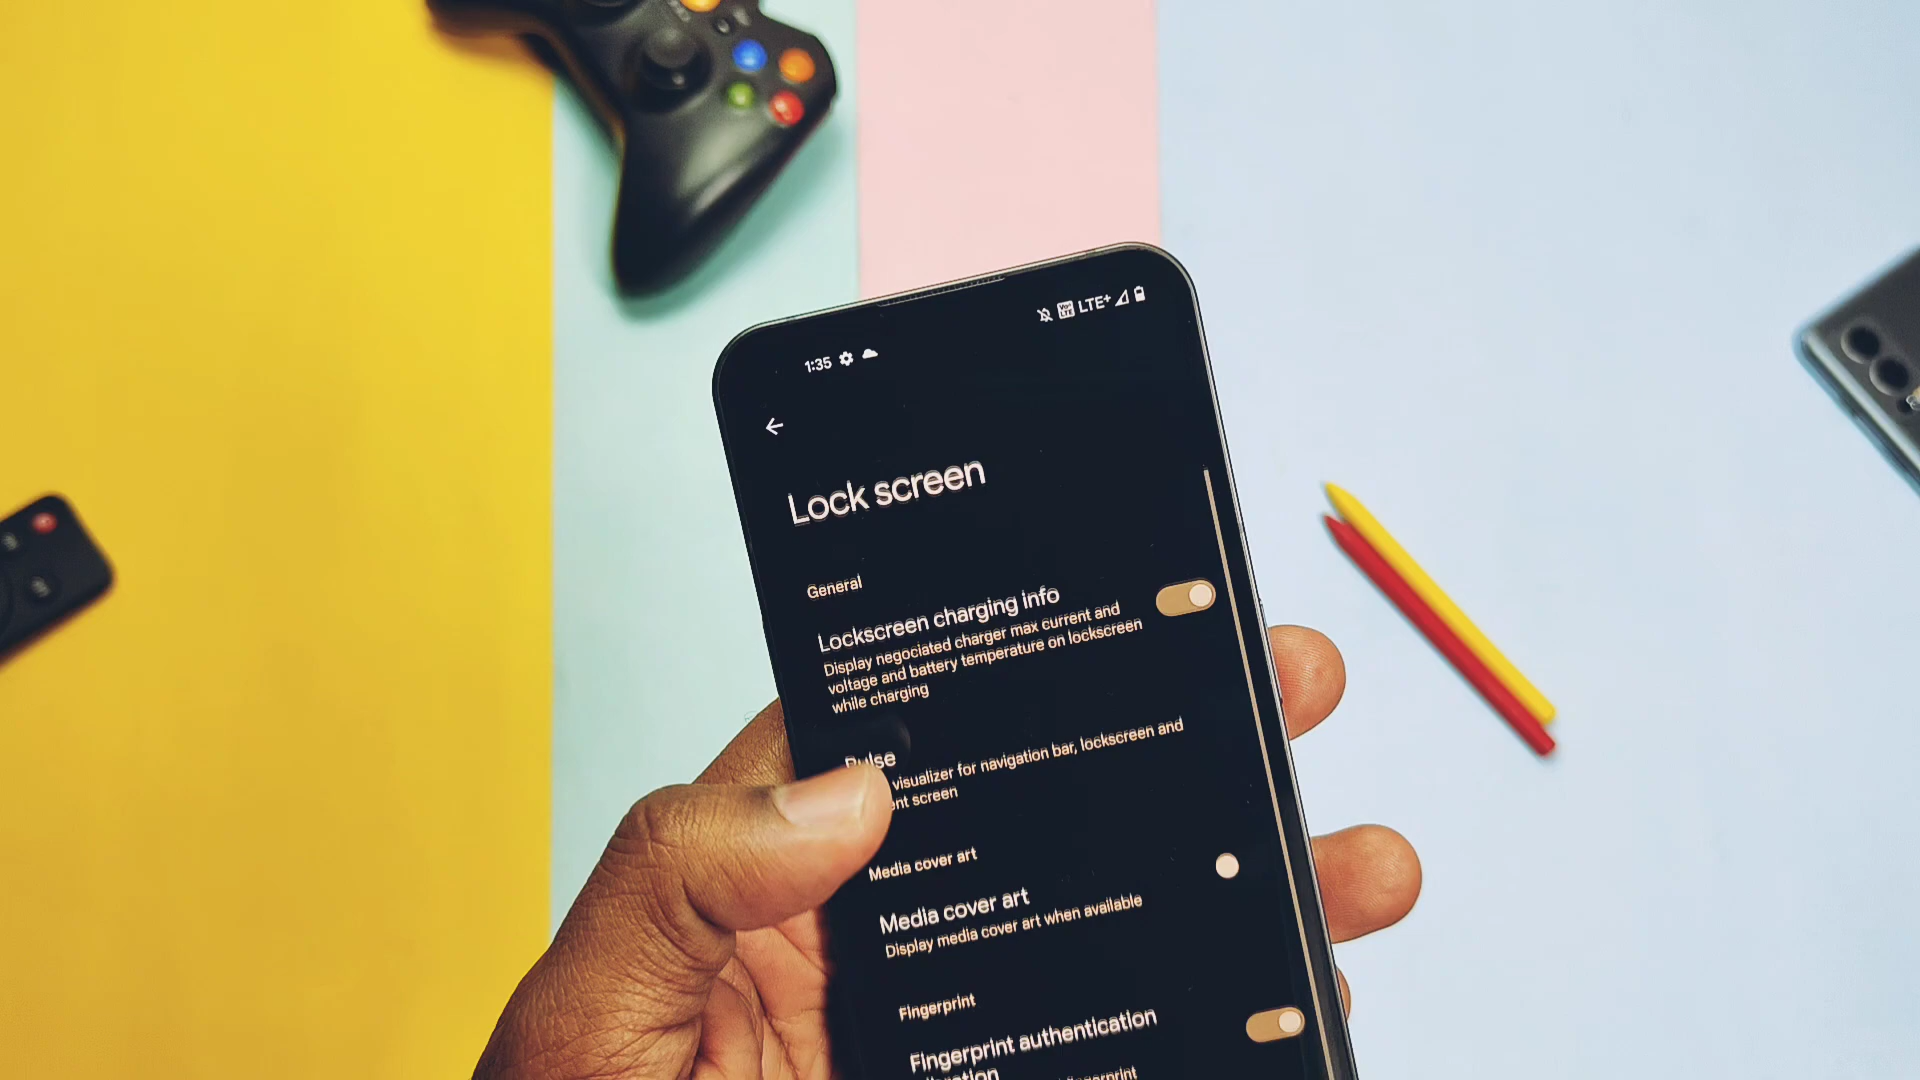 1:35 LTE+
Lock screen
General
Lockscreen charging info
Display negociated charger max current and
voltage and battery temperature on lockscreen
while charging
Pulse
visualizer for navigation bar, lockscreen and
screen
Media cover art
Media cover art
Display media cover art when available
Fingerprint
Fingerprint authentication
fingerprint